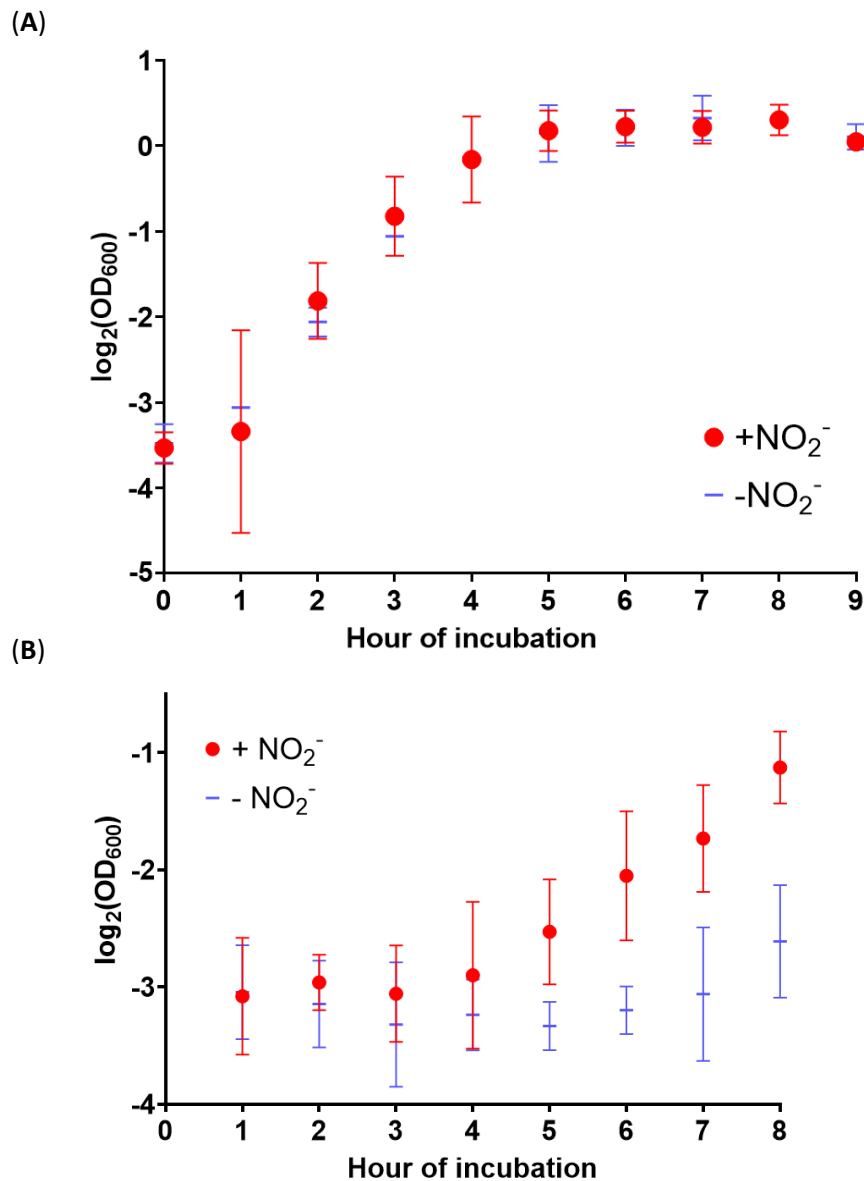 (A)
1
0
-1
-2
-3
-4
-5
log₂(OD₆₀₀)
+NO₂⁻
-NO₂⁻
0 1 2 3 4 5 6 7 8 9
Hour of incubation
(B)
-1
-2
-3
-4
log₂(OD₆₀₀)
+ NO₂⁻
- NO₂⁻
0 1 2 3 4 5 6 7 8
Hour of incubation